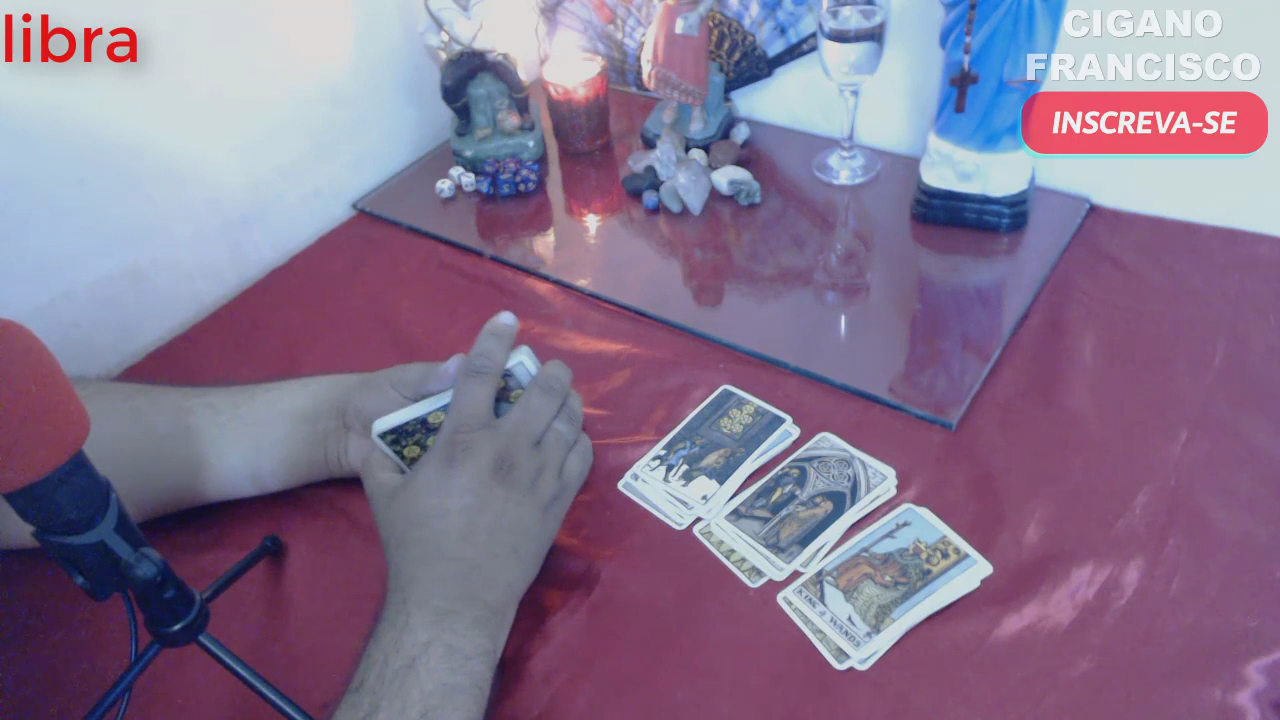 libra
CIGANO
FRANCISCO
INSCREVA-SE
KING of WANDS